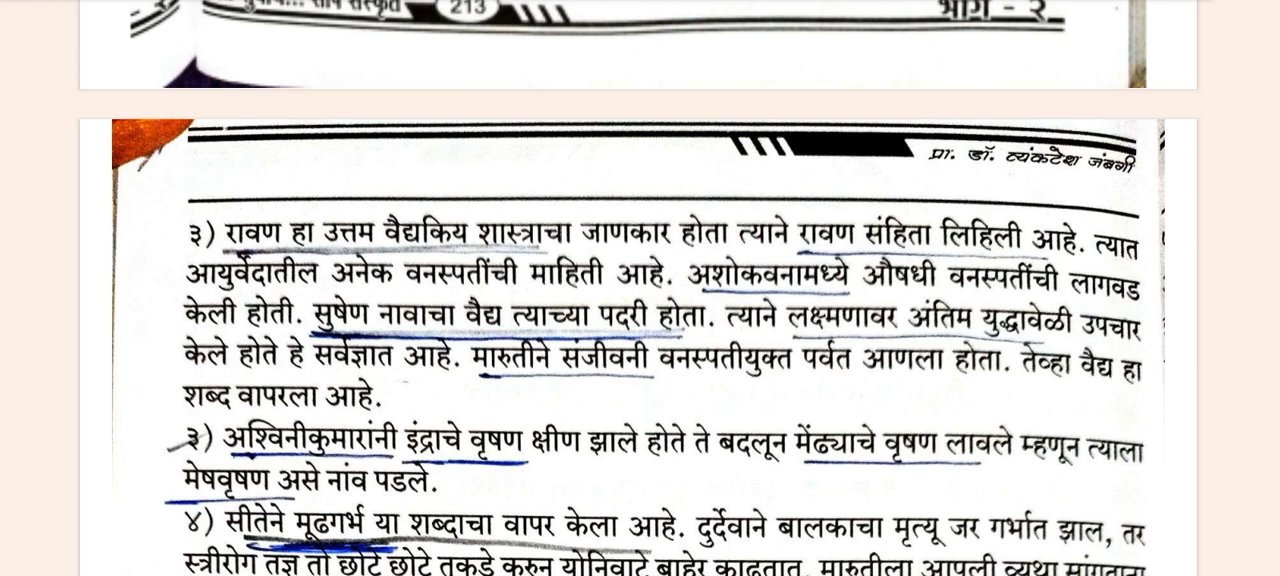 संस्कृत 213 भाग - २
प्रा. डॉ. व्यंकटेश जंबगी
३) रावण हा उत्तम वैद्यकिय शास्त्राचा जाणकार होता त्याने रावण संहिता लिहिली आहे. त्यात
आयुर्वेदातील अनेक वनस्पतींची माहिती आहे. अशोकवनामध्ये औषधी वनस्पतींची लागवड
केली होती. सुषेण नावाचा वैद्य त्याच्या पदरी होता. त्याने लक्ष्मणावर अंतिम युद्धावेळी उपचार
केले होते हे सर्वज्ञात आहे. मारुतीने संजीवनी वनस्पतीयुक्त पर्वत आणला होता. तेव्हा वैद्य हा
शब्द वापरला आहे.
३) अश्विनीकुमारांनी इंद्राचे वृषण क्षीण झाले होते ते बदलून मेंढ्याचे वृषण लावले म्हणून त्याला
मेषवृषण असे नांव पडले.
४) सीतेने मूढगर्भ या शब्दाचा वापर केला आहे. दुर्देवाने बालकाचा मृत्यू जर गर्भात झाल, तर
स्त्रीरोग तज्ञ तो छोटे छोटे तुकडे करुन योनिवाटे बाहेर काढतात. मारुतीला आपली व्यथा सांगताना